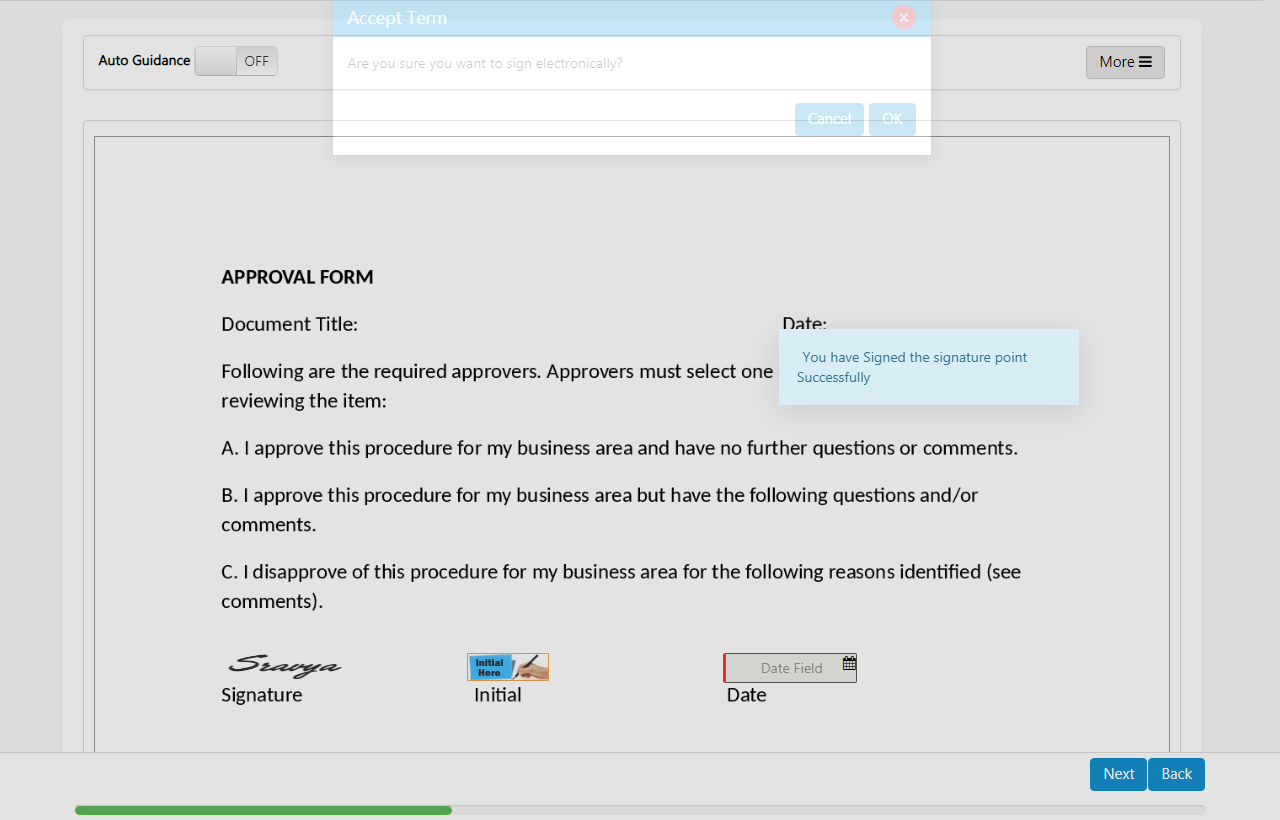 Accept Term
x
Are you sure you want to sign electronically?
Cancel OK
Auto Guidance OFF
More
APPROVAL FORM
Document Title: Date:
You have Signed the signature point
Successfully
Following are the required approvers. Approvers must select one
reviewing the item:
A. I approve this procedure for my business area and have no further questions or comments.
B. I approve this procedure for my business area but have the following questions and/or
comments.
C. I disapprove of this procedure for my business area for the following reasons identified (see
comments).
Sravya Initial Here Date Field
Signature Initial Date
Next Back